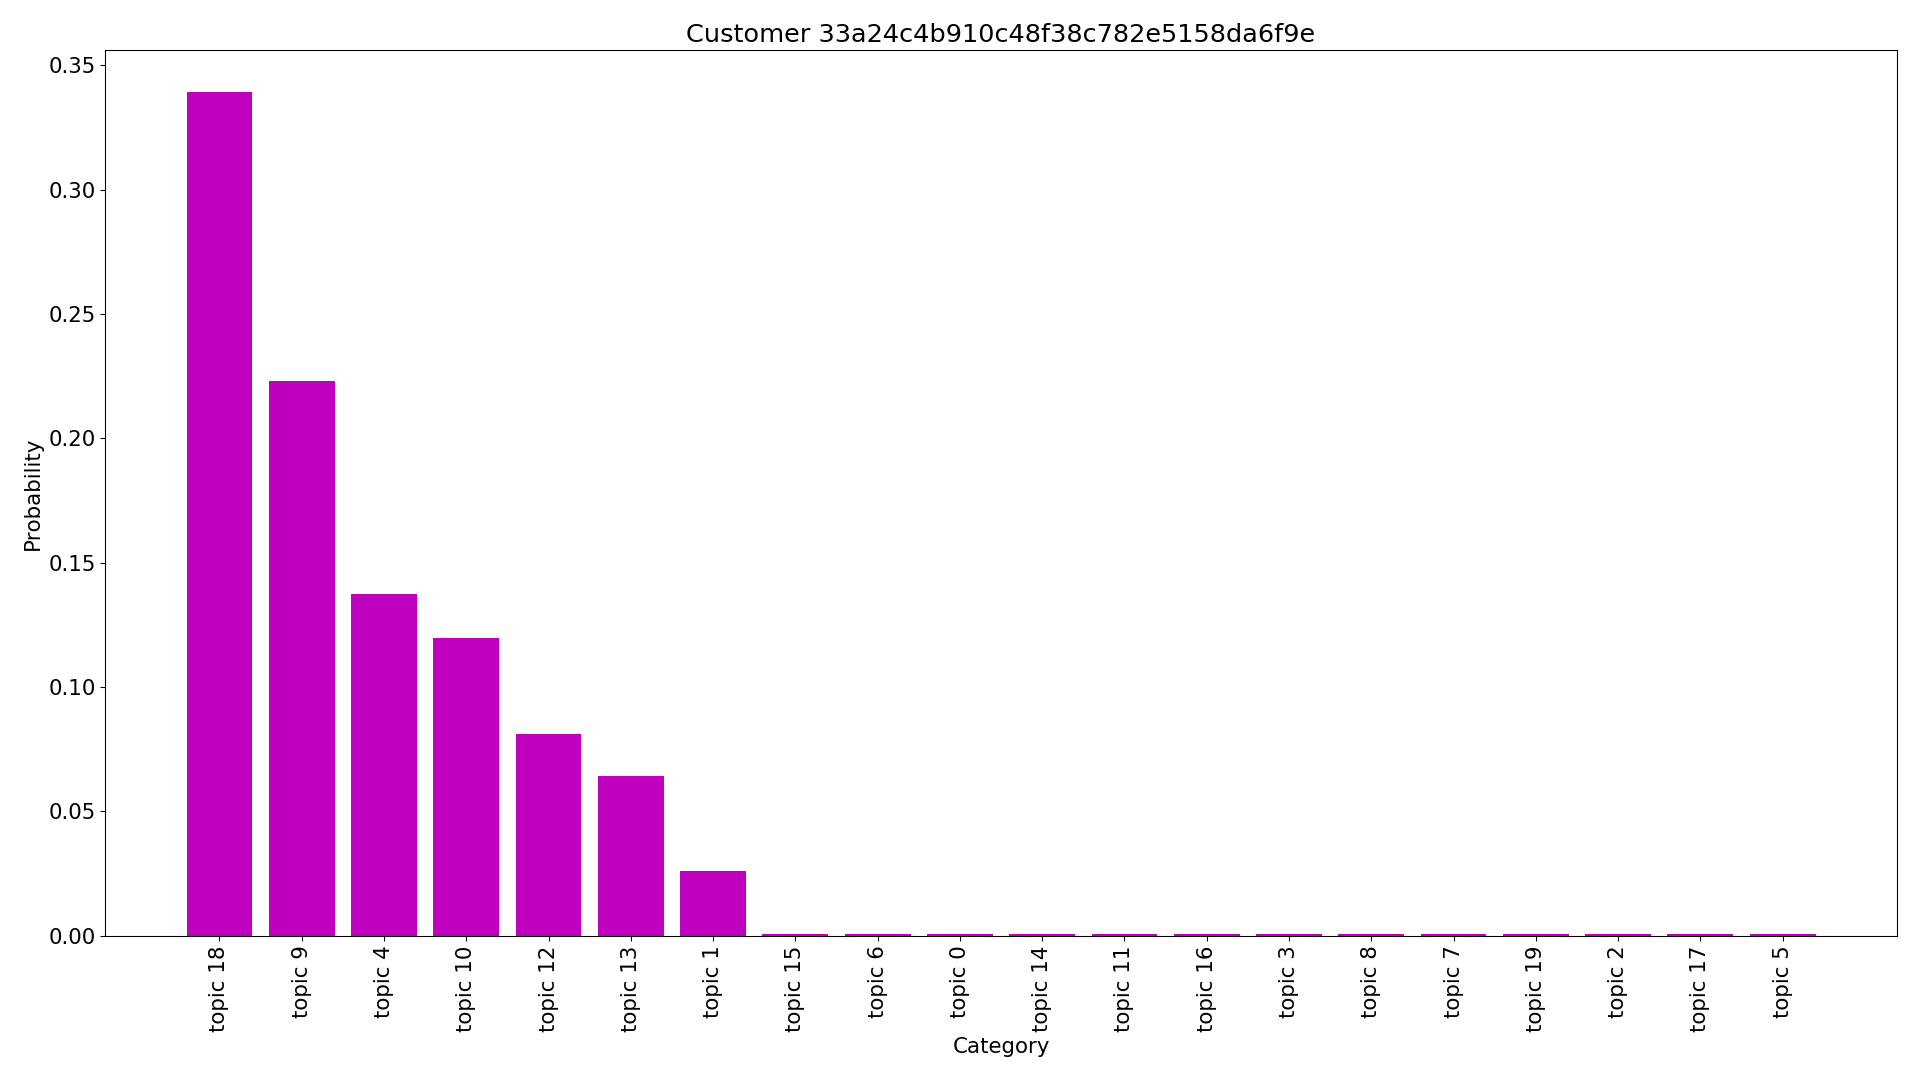 Customer 33a24c4b910c48f38c782e5158da6f9e
Probability
0.35
0.30
0.25
0.20
0.15
0.10
0.05
0.00
topic 18
topic 9
topic 4
topic 10
topic 12
topic 13
topic 1
topic 15
topic 6
topic 0
topic 14
topic 11
topic 16
topic 3
topic 8
topic 7
topic 19
topic 2
topic 17
topic 5
Category